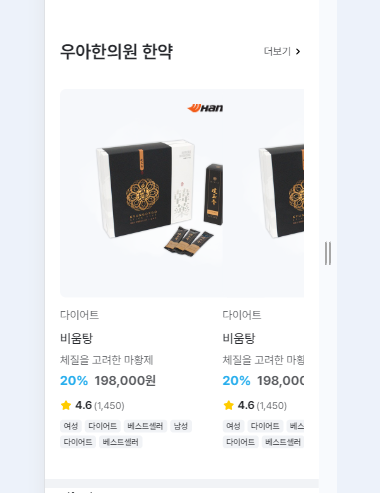 우아한의원 한약
더보기
WHan
다이어트
비움탕
체질을 고려한 마황제
20% 198,000원
4.6 (1,450)
여성 다이어트 베스트셀러 남성
다이어트 베스트셀러
다이어트
비움탕
체질을 고려한 마황
20% 198,000
4.6 (1,450)
여성 다이어트 베스
다이어트 베스트셀러